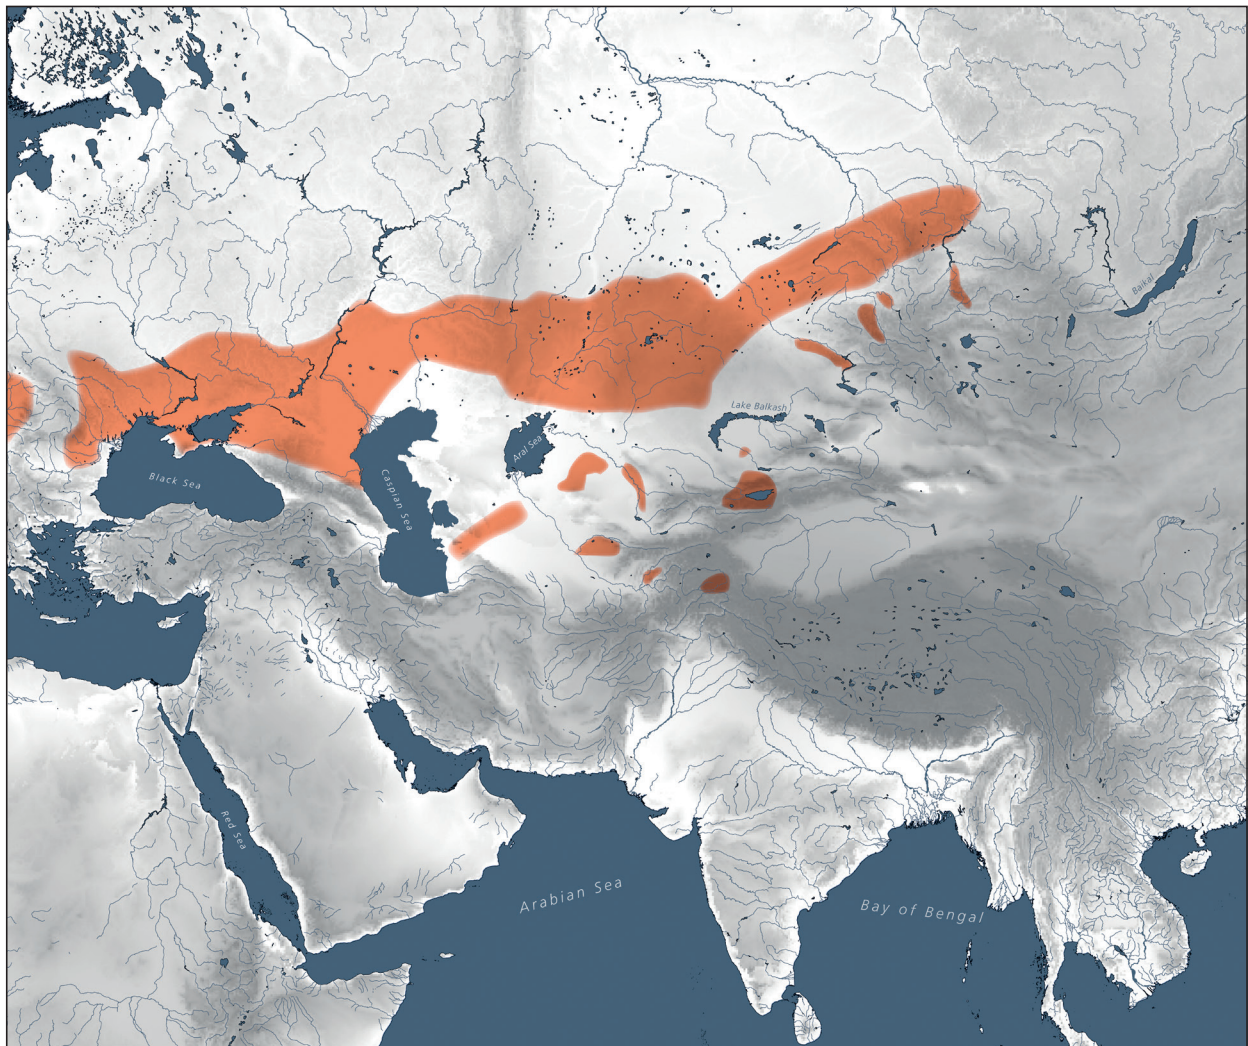 Baikal
Lake Balkash
Aral Sea
Black Sea
Caspian Sea
Red Sea
Arabian Sea
Bay of Bengal